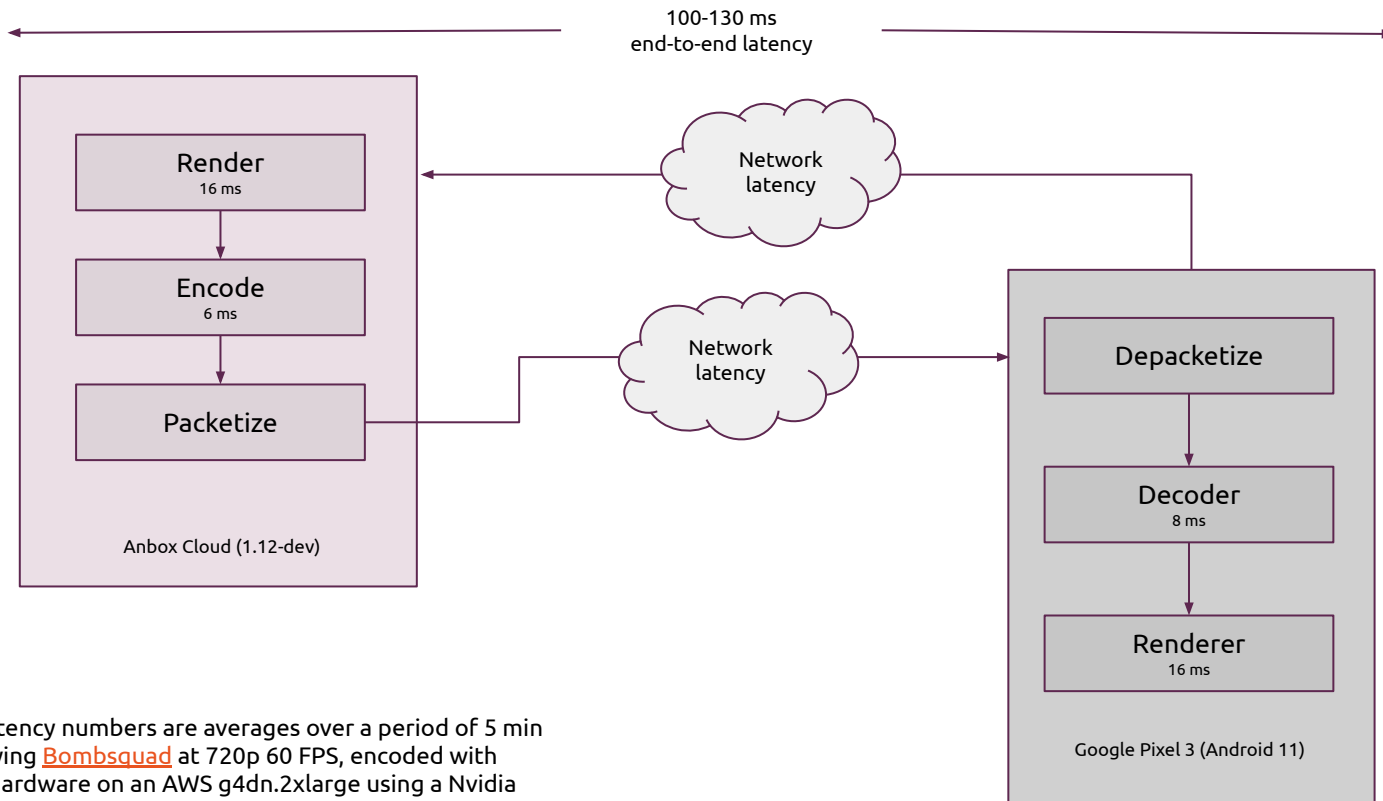 100-130 ms
end-to-end latency
Render
16 ms
Encode
6 ms
Packetize
Anbox Cloud (1.12-dev)
Network
latency
Network
latency
Depacketize
Decoder
8 ms
Renderer
16 ms
Google Pixel 3 (Android 11)
numbers are averages over a period of 5 min
Bombsquad at 720p 60 FPS, encoded with
on an AWS g4dn.2xlarge using a Nvidia